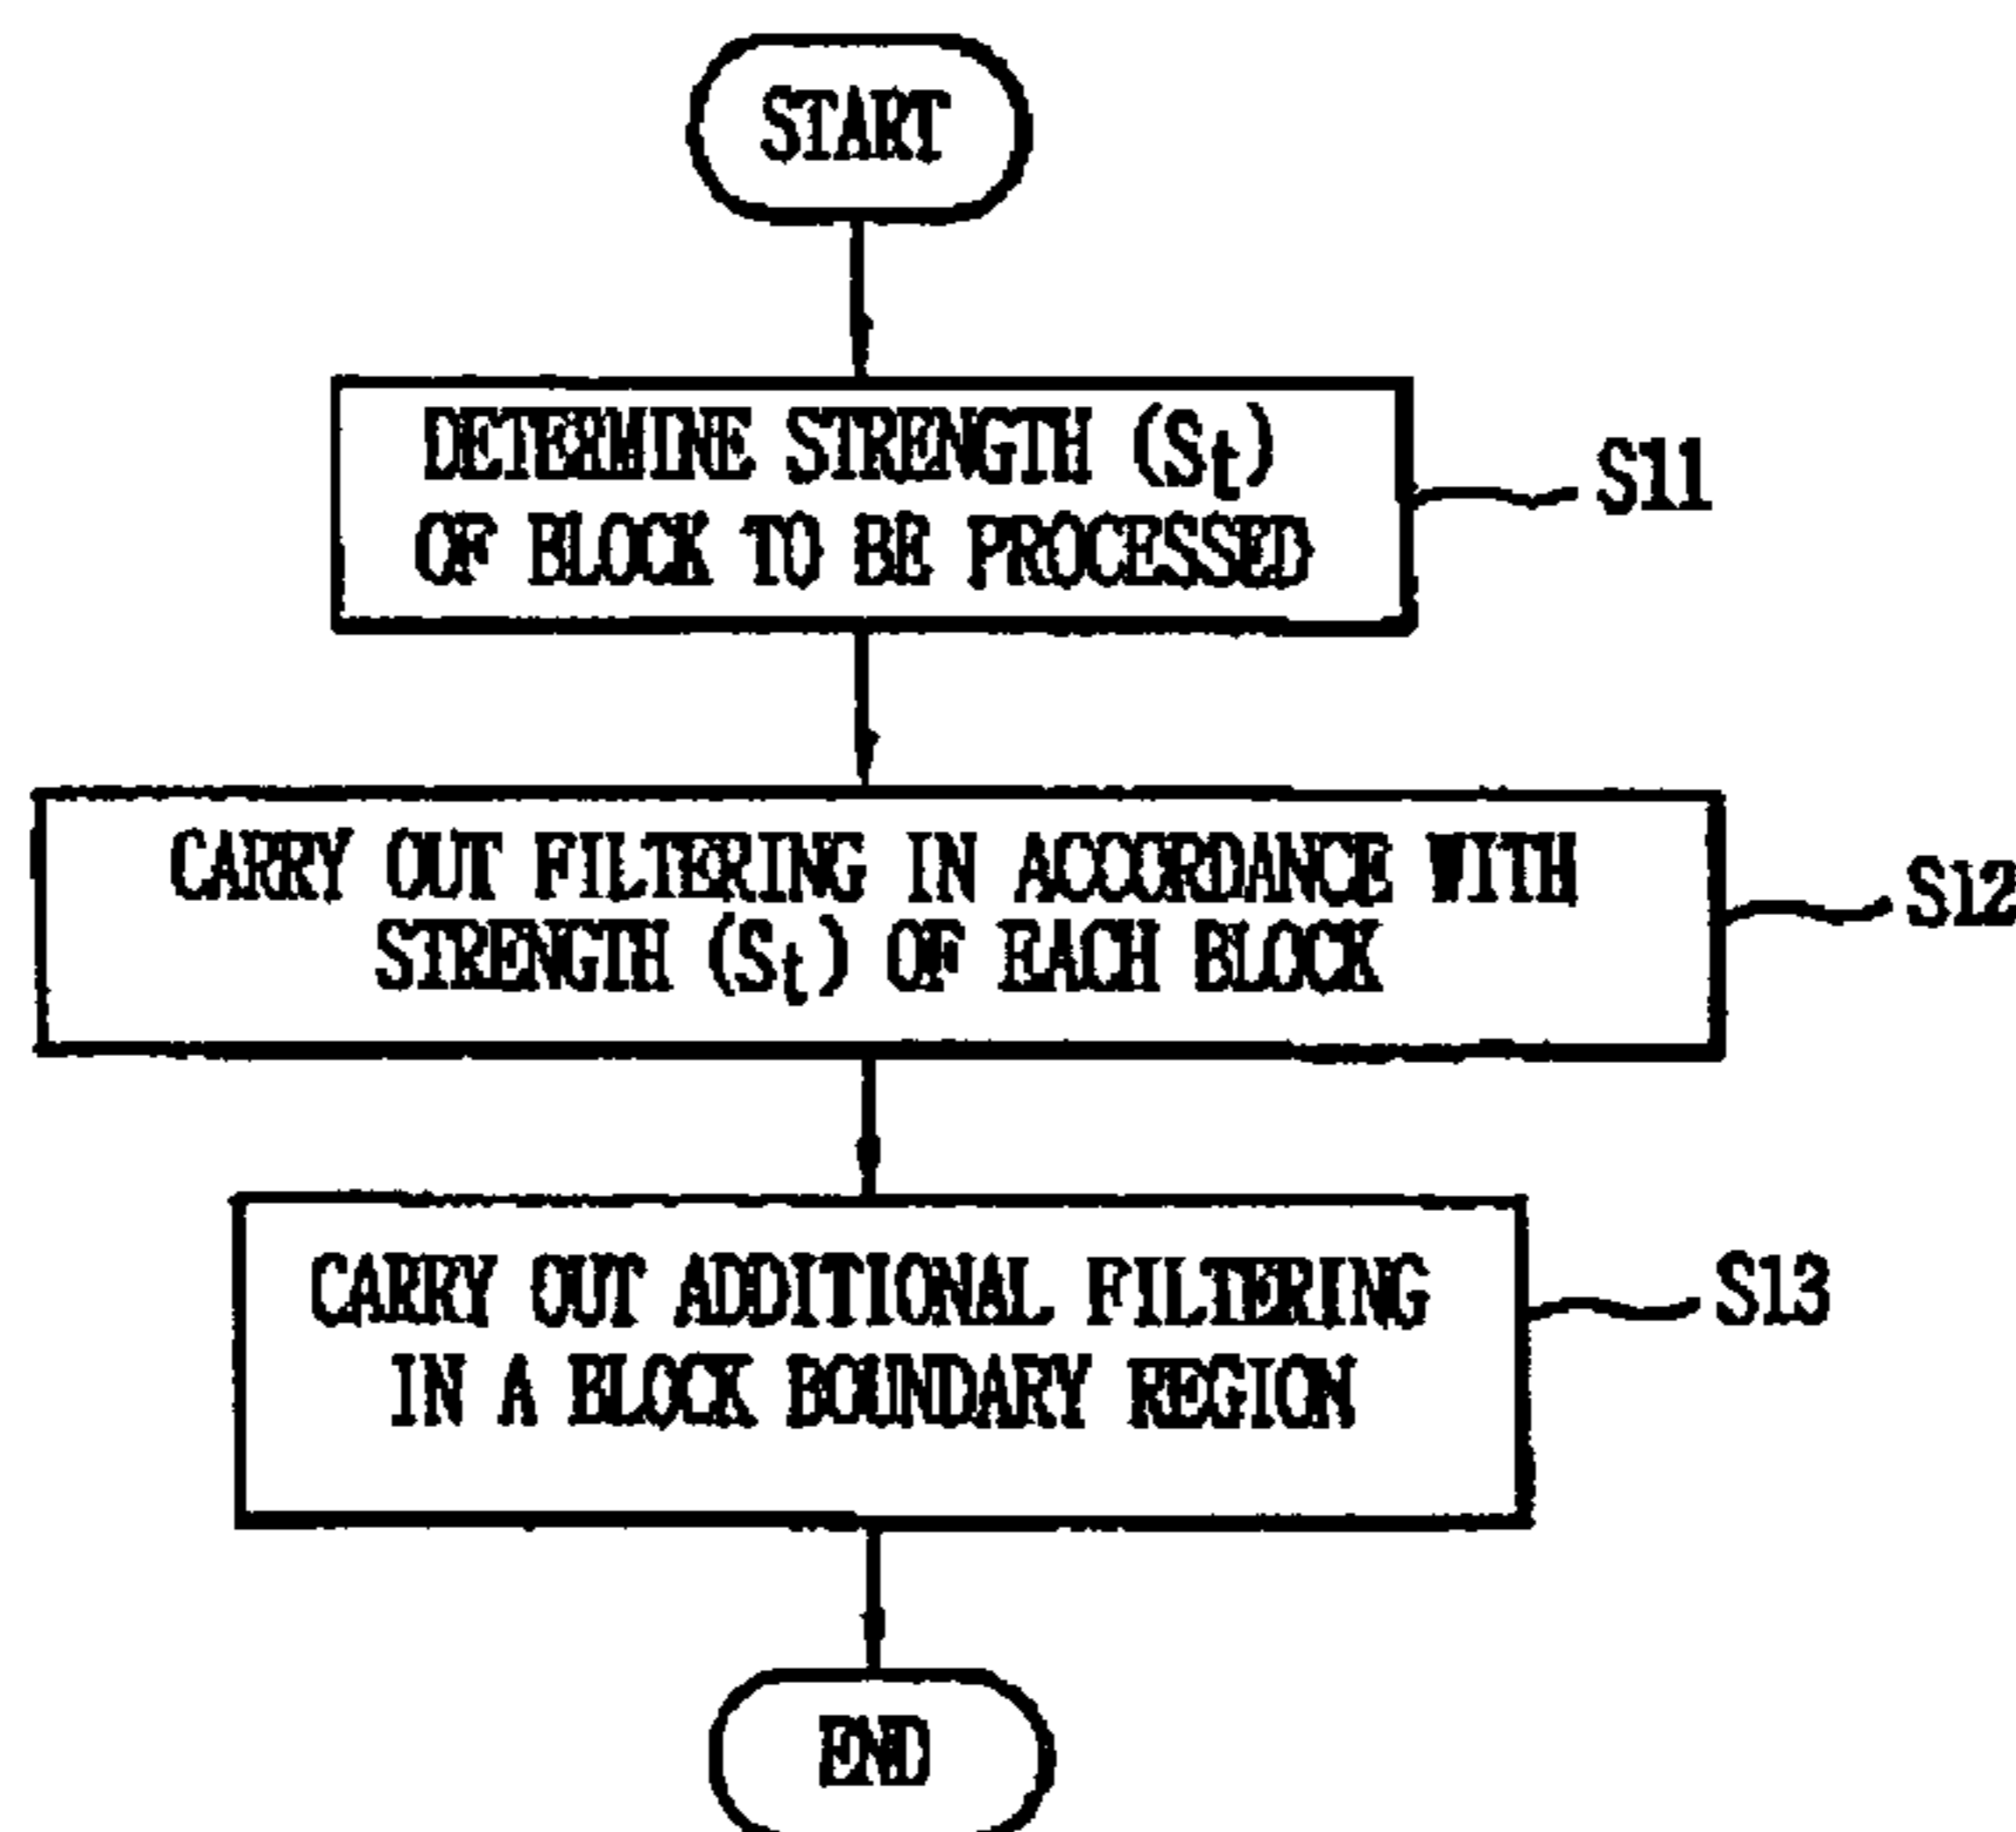 START
DETERMINE STRENGTH (St)
OF BLOCK TO BE PROCESSED
S11
CARRY OUT FILTERING IN ACCORDANCE WITH
STRENGTH (St) OF EACH BLOCK
S12
CARRY OUT ADDITIONAL FILTERING
IN A BLOCK BOUNDARY REGION
S13
END